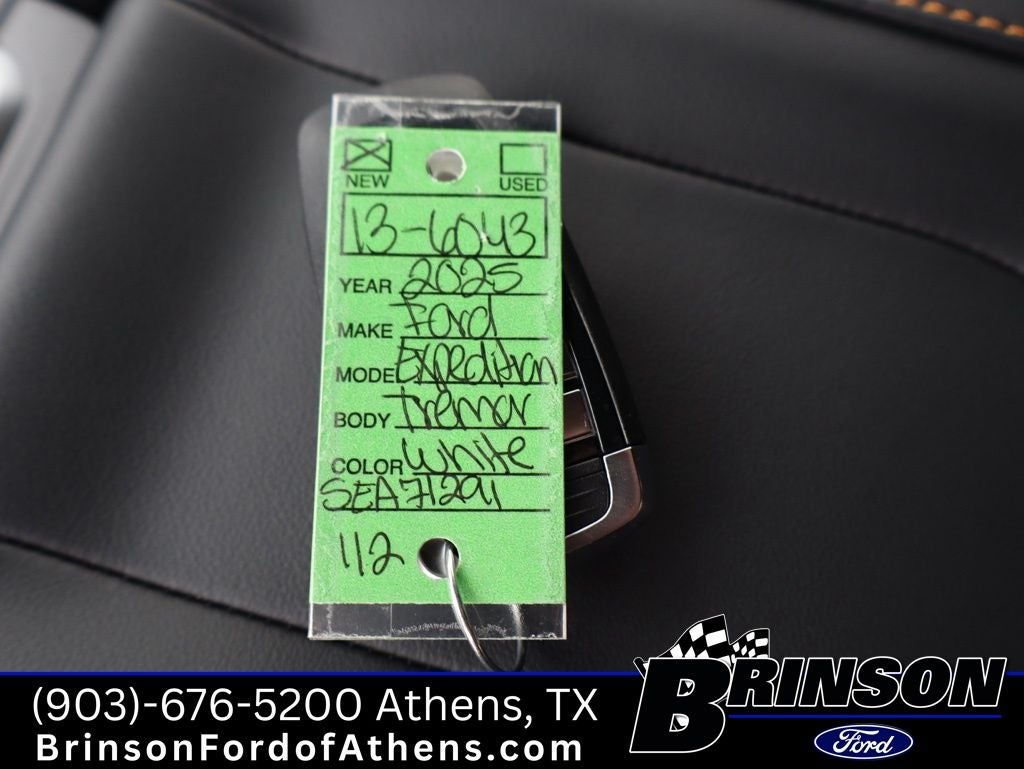 NEW USED
13-6043
YEAR 2025
MAKE Ford
MODE Expedition
BODY Tremor
COLOR White
SEA71291
112
(903)-676-5200 Athens, TX
BrinsonFordofAthens.com
BRINSON
Ford